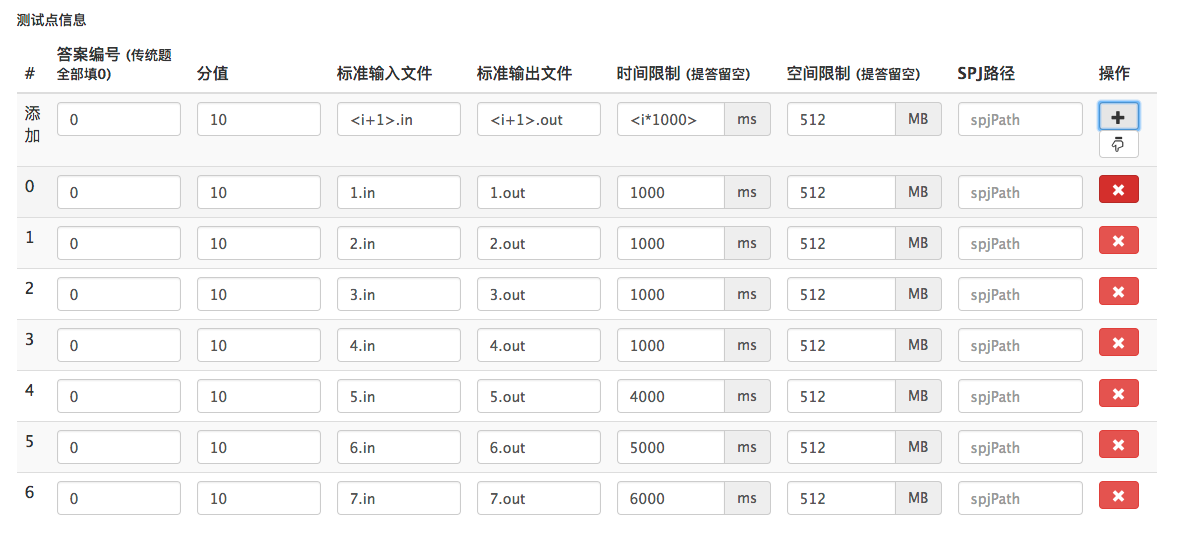 测试点信息
# 答案编号 (传统题全部填0) 分值 标准输入文件 标准输出文件 时间限制 (提答留空) 空间限制 (提答留空) SPJ路径 操作
添加 0 10 <i+1>.in <i+1>.out <i*1000> ms 512 MB spjPath
0 0 10 1.in 1.out 1000 ms 512 MB spjPath
1 0 10 2.in 2.out 1000 ms 512 MB spjPath
2 0 10 3.in 3.out 1000 ms 512 MB spjPath
3 0 10 4.in 4.out 1000 ms 512 MB spjPath
4 0 10 5.in 5.out 4000 ms 512 MB spjPath
5 0 10 6.in 6.out 5000 ms 512 MB spjPath
6 0 10 7.in 7.out 6000 ms 512 MB spjPath